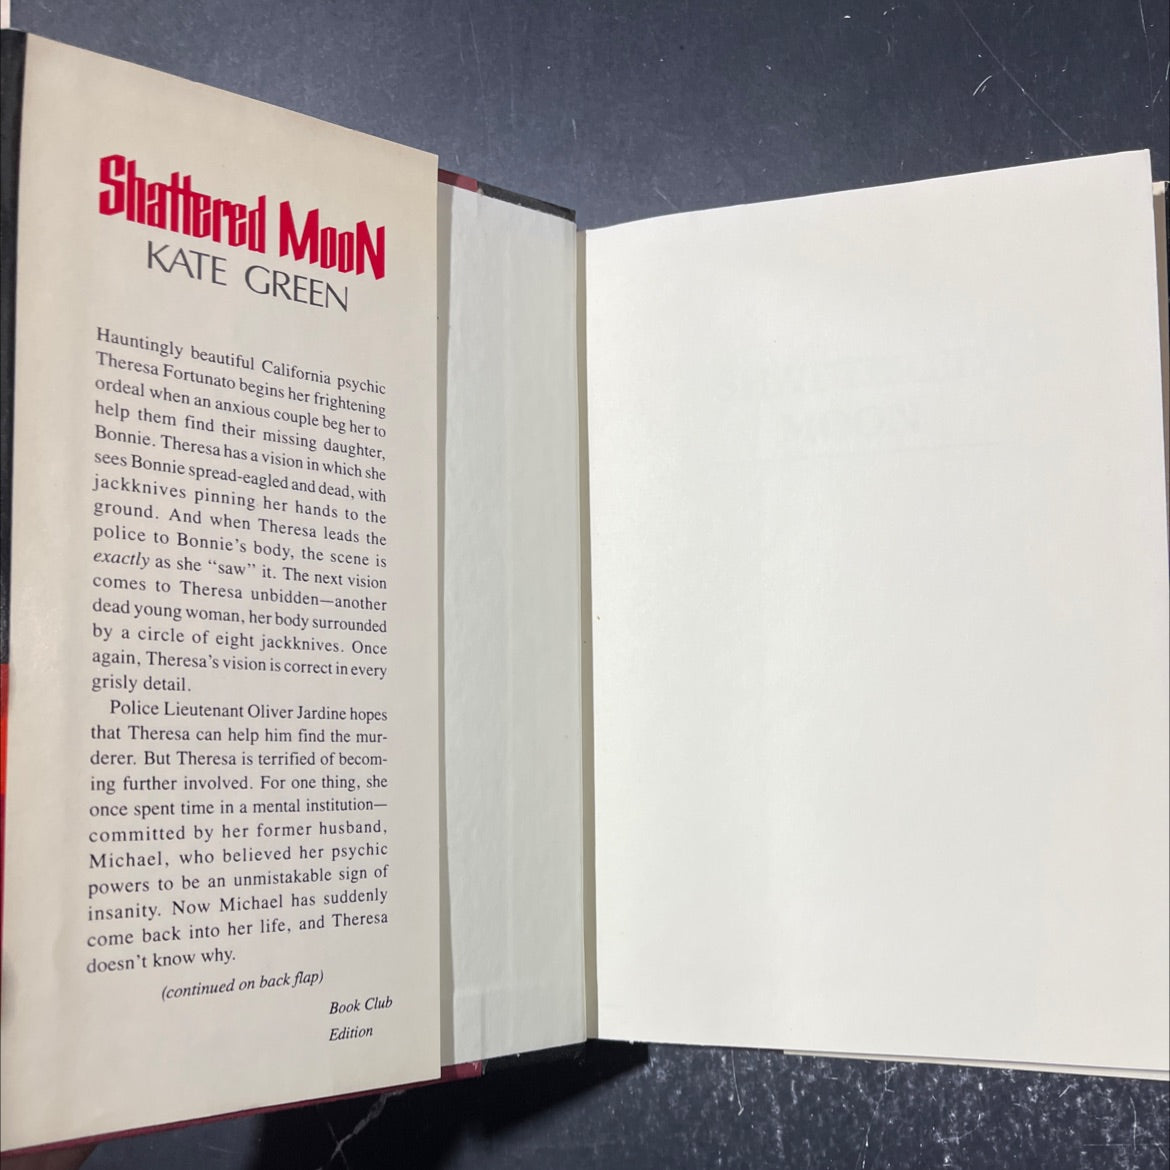 Shattered Moon
KATE GREEN
Hauntingly beautiful California psychic
Theresa Fortunato begins her frightening
ordeal when an anxious couple beg her to
help them find their missing daughter,
Bonnie. Theresa has a vision in which she
sees Bonnie spread-eagled and dead, with
jackknives pinning her hands to the
ground. And when Theresa leads the
police to Bonnie's body, the scene is
exactly as she “saw” it. The next vision
comes to Theresa unbidden—another
dead young woman, her body surrounded
by a circle of eight jackknives. Once
again, Theresa's vision is correct in every
grisly detail.
Police Lieutenant Oliver Jardine hopes
that Theresa can help him find the mur-
derer. But Theresa is terrified of becom-
ing further involved. For one thing, she
once spent time in a mental institution—
committed by her former husband,
Michael, who believed her psychic
powers to be an unmistakable sign of
insanity. Now Michael has suddenly
come back into her life, and Theresa
doesn't know why.
(continued on back flap)
Book Club
Edition